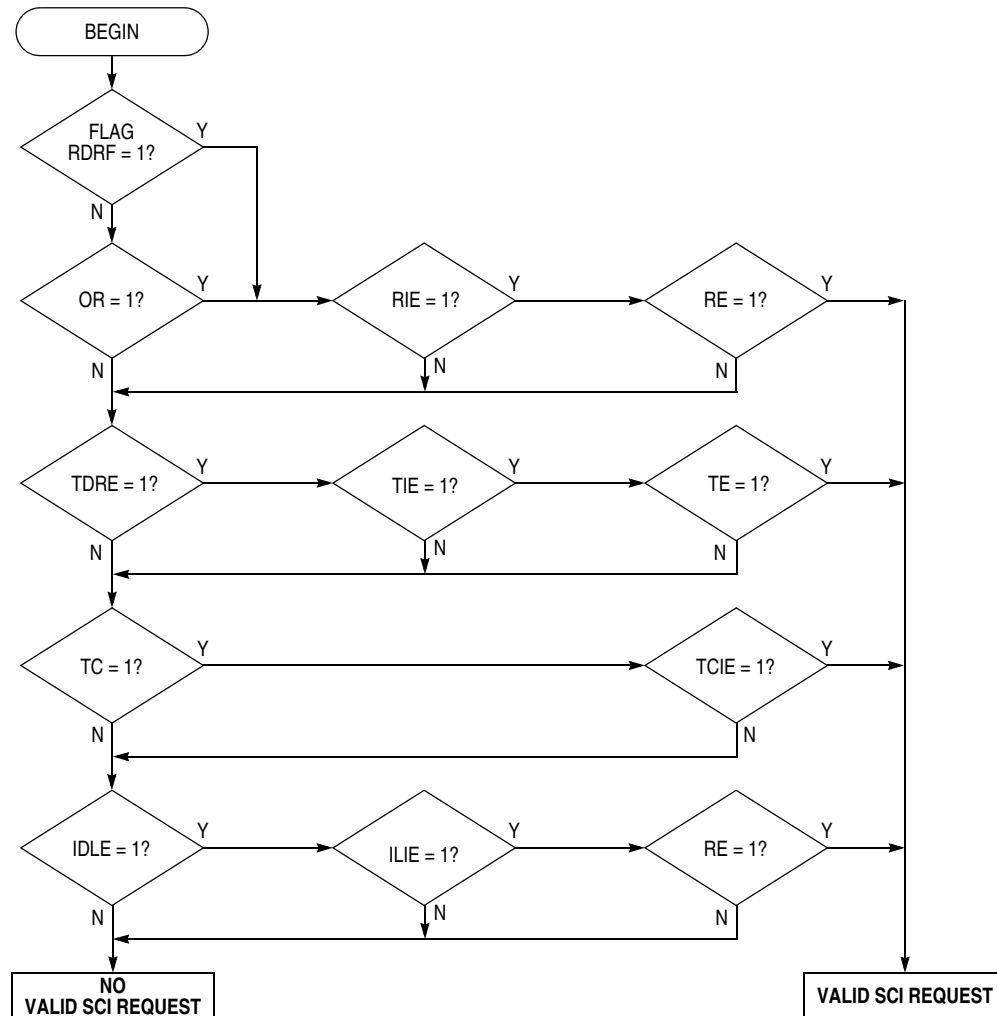 BEGIN
FLAG
RDRF = 1?
Y
N
OR = 1?
Y
N
RIE = 1?
Y
N
RE = 1?
Y
N
TDRE = 1?
Y
N
TIE = 1?
Y
N
TE = 1?
Y
N
TC = 1?
Y
N
TCIE = 1?
Y
N
IDLE = 1?
Y
N
ILIE = 1?
Y
N
RE = 1?
Y
N
NO
VALID SCI REQUEST
VALID SCI REQUEST